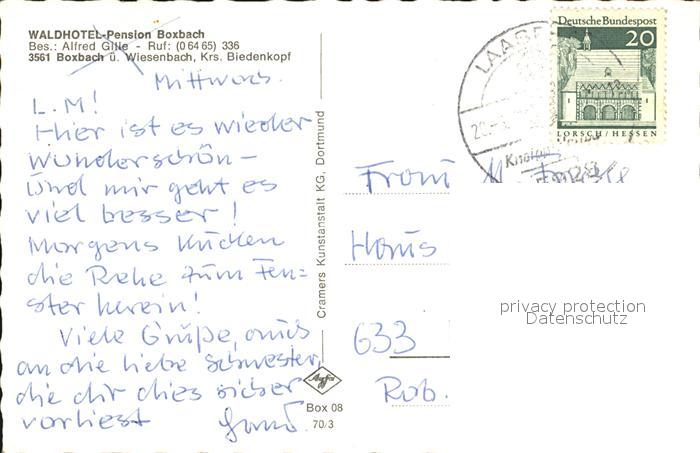 WALDHOTEL-Pension Boxbach
Bes.: Alfred Gille - Ruf: (0 64 65) 336
3561 Boxbach ü. Wiesenbach, Krs. Biedenkopf
Mittwoch.
L. M!
Hier ist es wieder
wunderschön –
Und mir geht es
viel besser!
Morgens kucken
die Rehe zum Fen=
ster herein!
Viele Grüße, auch
an die liebe Schwester,
die dir dies sicher
vorliest
Cramers Kunstanstalt KG, Dortmund
Agfa
Box 08
70/3
Deutsche Bundespost
20
LORSCH/HESSEN
LAAS
Frau
Haus
633
privacy protection
Datenschutz